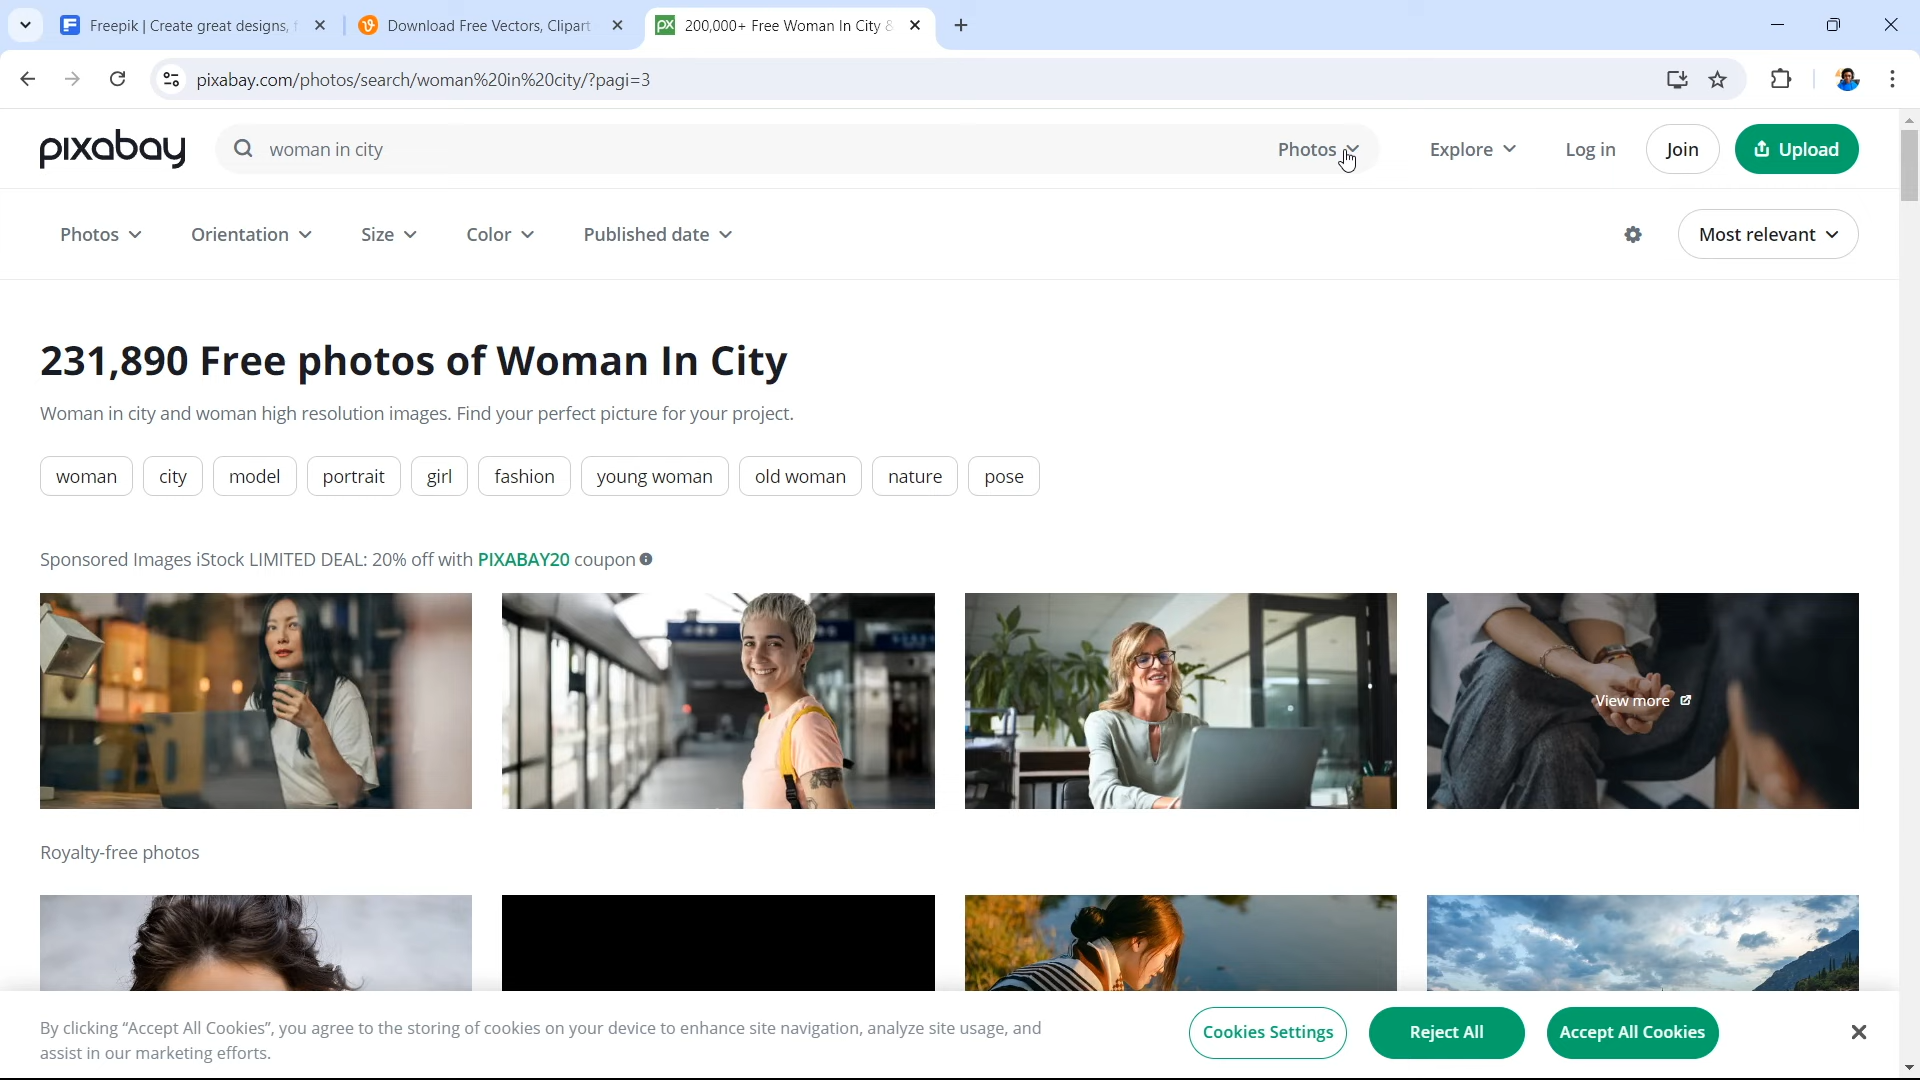 Freepik | Create great designs, f
Download Free Vectors, Clipart
200,000+ Free Woman In City &
pixabay.com/photos/search/woman%20in%20city/?pagi=3
pixabay
woman in city
Photos
Explore
Log in
Join
Upload
Photos
Orientation
Size
Color
Published date
Most relevant
231,890 Free photos of Woman In City
Woman in city and woman high resolution images. Find your perfect picture for your project.
woman
city
model
portrait
girl
fashion
young woman
old woman
nature
pose
Sponsored Images iStock LIMITED DEAL: 20% off with PIXABAY20 coupon
View more
Royalty-free photos
By clicking “Accept All Cookies”, you agree to the storing of cookies on your device to enhance site navigation, analyze site usage, and
assist in our marketing efforts.
Cookies Settings
Reject All
Accept All Cookies